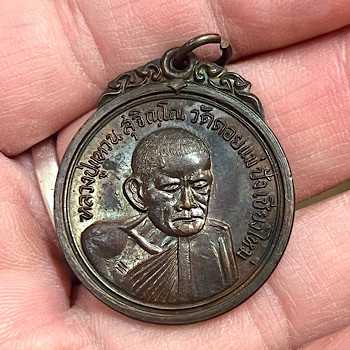 หลวงปู่แหวน สุจิณฺโณ วัดดอยแม่ปั๋ง เชียงใหม่